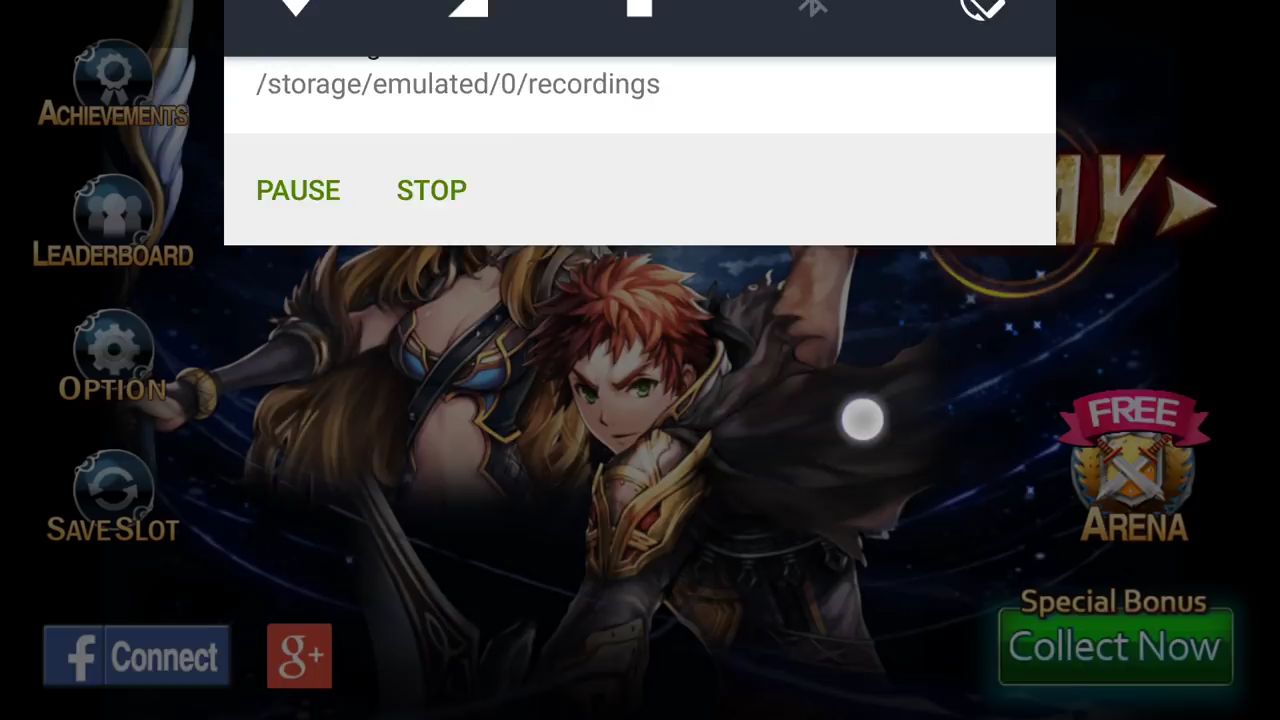 /storage/emulated/0/recordings
PAUSE STOP
ACHIEVEMENTS
LEADERBOARD
OPTION
SAVE SLOT
f Connect
g+
FREE
ARENA
Special Bonus
Collect Now